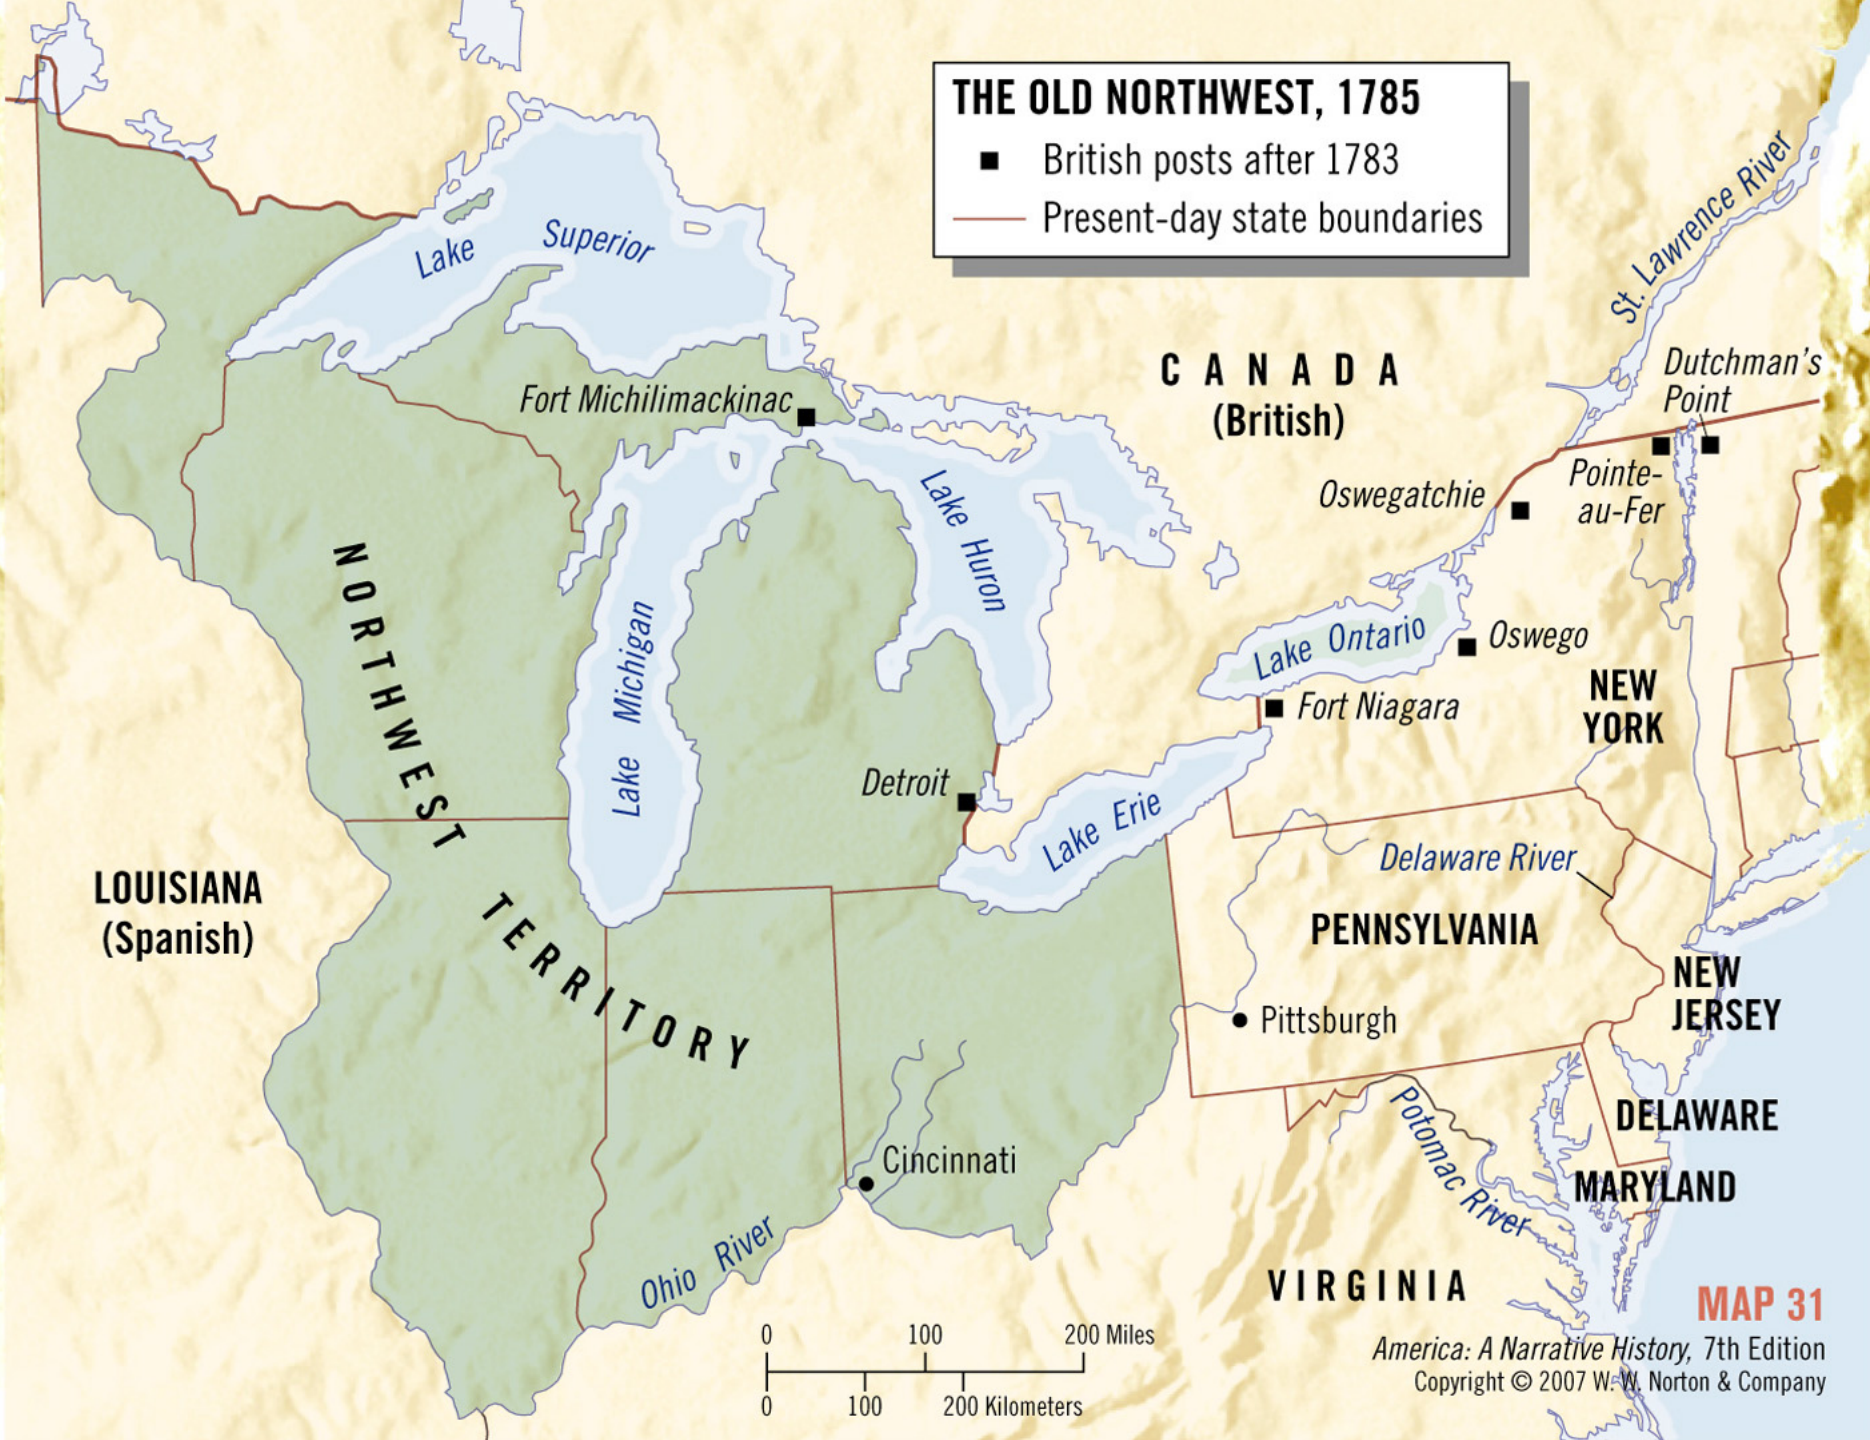 THE OLD NORTHWEST, 1785
British posts after 1783
Present-day state boundaries
St. Lawrence River
Lake Superior
CANADA
(British)
Dutchman's
Point
Fort Michilimackinac
Pointe-
au-Fer
Oswegatchie
Lake Huron
NORTHWEST TERRITORY
Lake Michigan
Lake Ontario
Oswego
NEW
YORK
Fort Niagara
Detroit
Lake Erie
Delaware River
LOUISIANA
(Spanish)
PENNSYLVANIA
NEW
JERSEY
Pittsburgh
Potomac River
DELAWARE
Cincinnati
MARYLAND
Ohio River
VIRGINIA
MAP 31
0 100 200 Miles
0 100 200 Kilometers
America: A Narrative History, 7th Edition
Copyright © 2007 W. W. Norton & Company